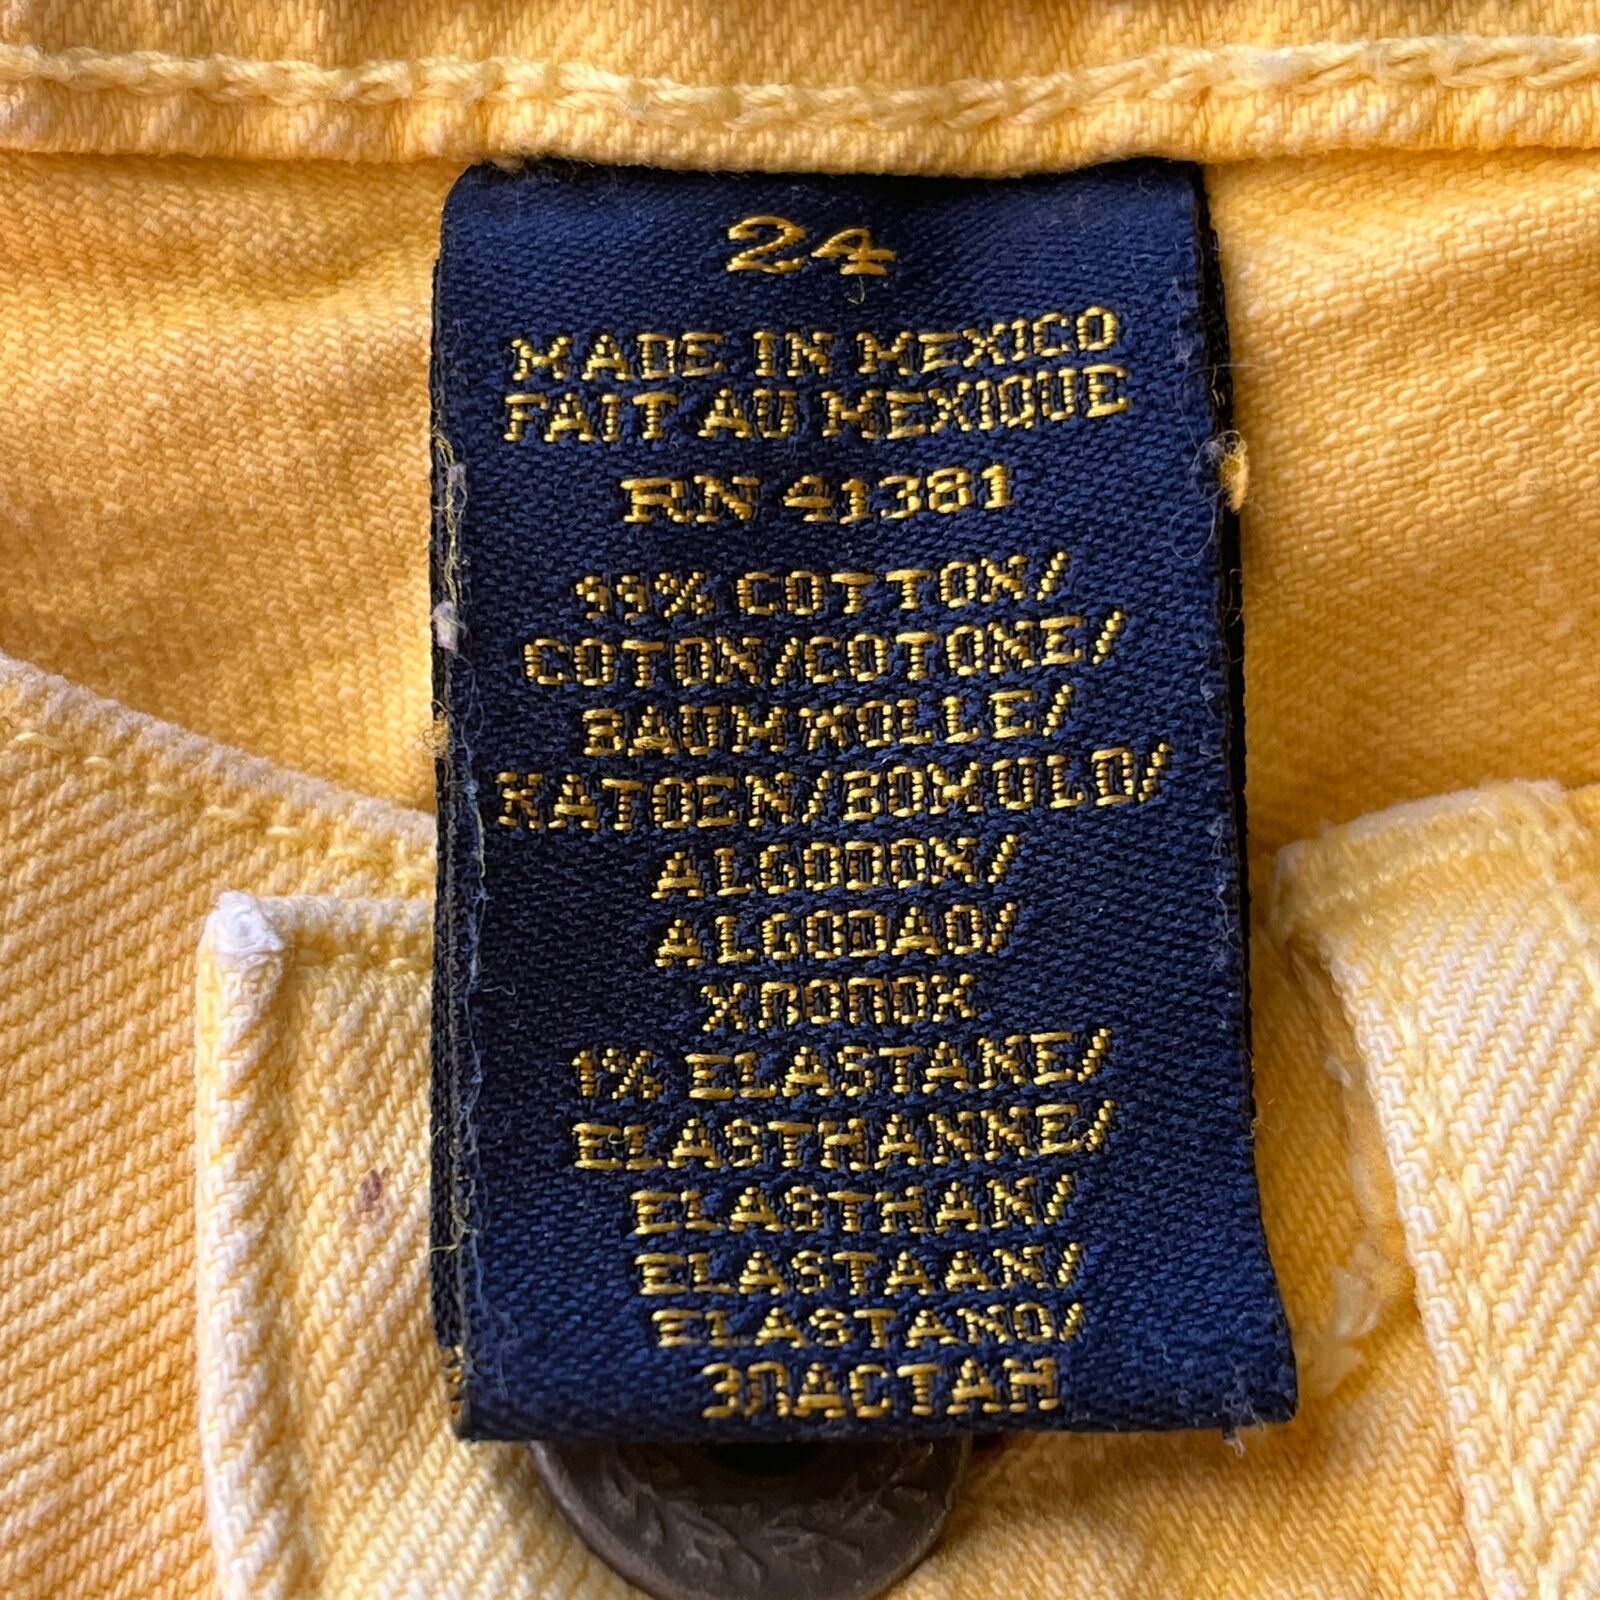 24
MADE IN MEXICO
FAIT AU MEXIQUE
RN 41381
99% COTTON/
COTON/COTONE/
BAUMWOLLE/
KATOEN/BOMULD/
ALGODON/
ALGODAO/
ХЛОПОК
1% ELASTANE/
ELASTHANNE/
ELASTHAN/
ELASTAAN/
ELASTANO/
ЭЛАСТАН